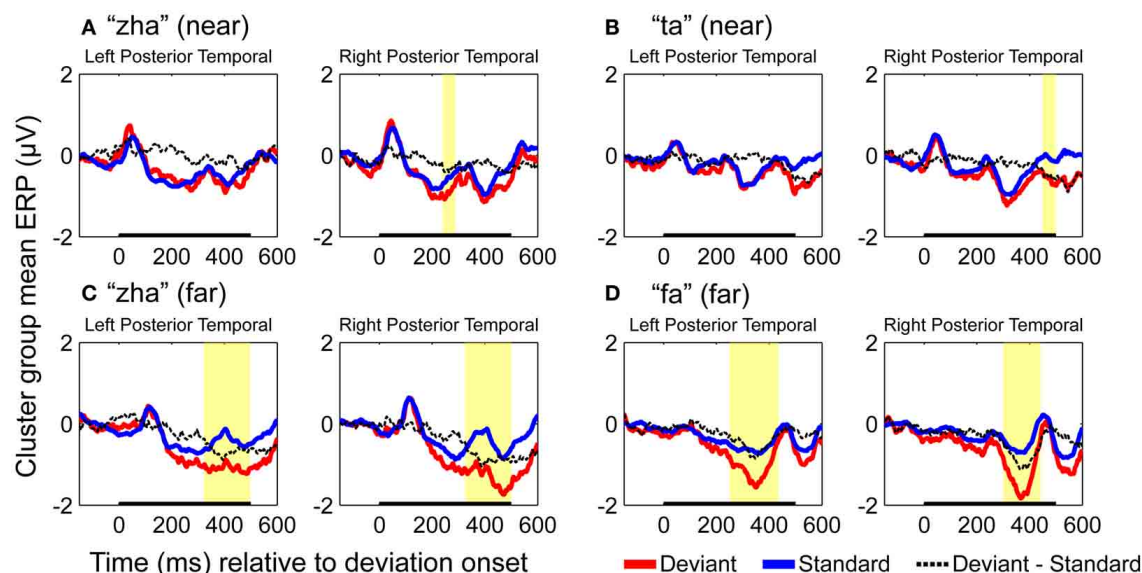 A "zha" (near)
B "ta" (near)
Left Posterior Temporal
Right Posterior Temporal
Left Posterior Temporal
Right Posterior Temporal
2
0
-2
2
0
-2
2
0
-2
2
0
-2
0 200 400 600
0 200 400 600
0 200 400 600
0 200 400 600
Cluster group mean ERP (μV)
C "zha" (far)
D "fa" (far)
Left Posterior Temporal
Right Posterior Temporal
Left Posterior Temporal
Right Posterior Temporal
2
0
-2
2
0
-2
2
0
-2
2
0
-2
0 200 400 600
0 200 400 600
0 200 400 600
0 200 400 600
Time (ms) relative to deviation onset
Deviant
Standard
Deviant - Standard